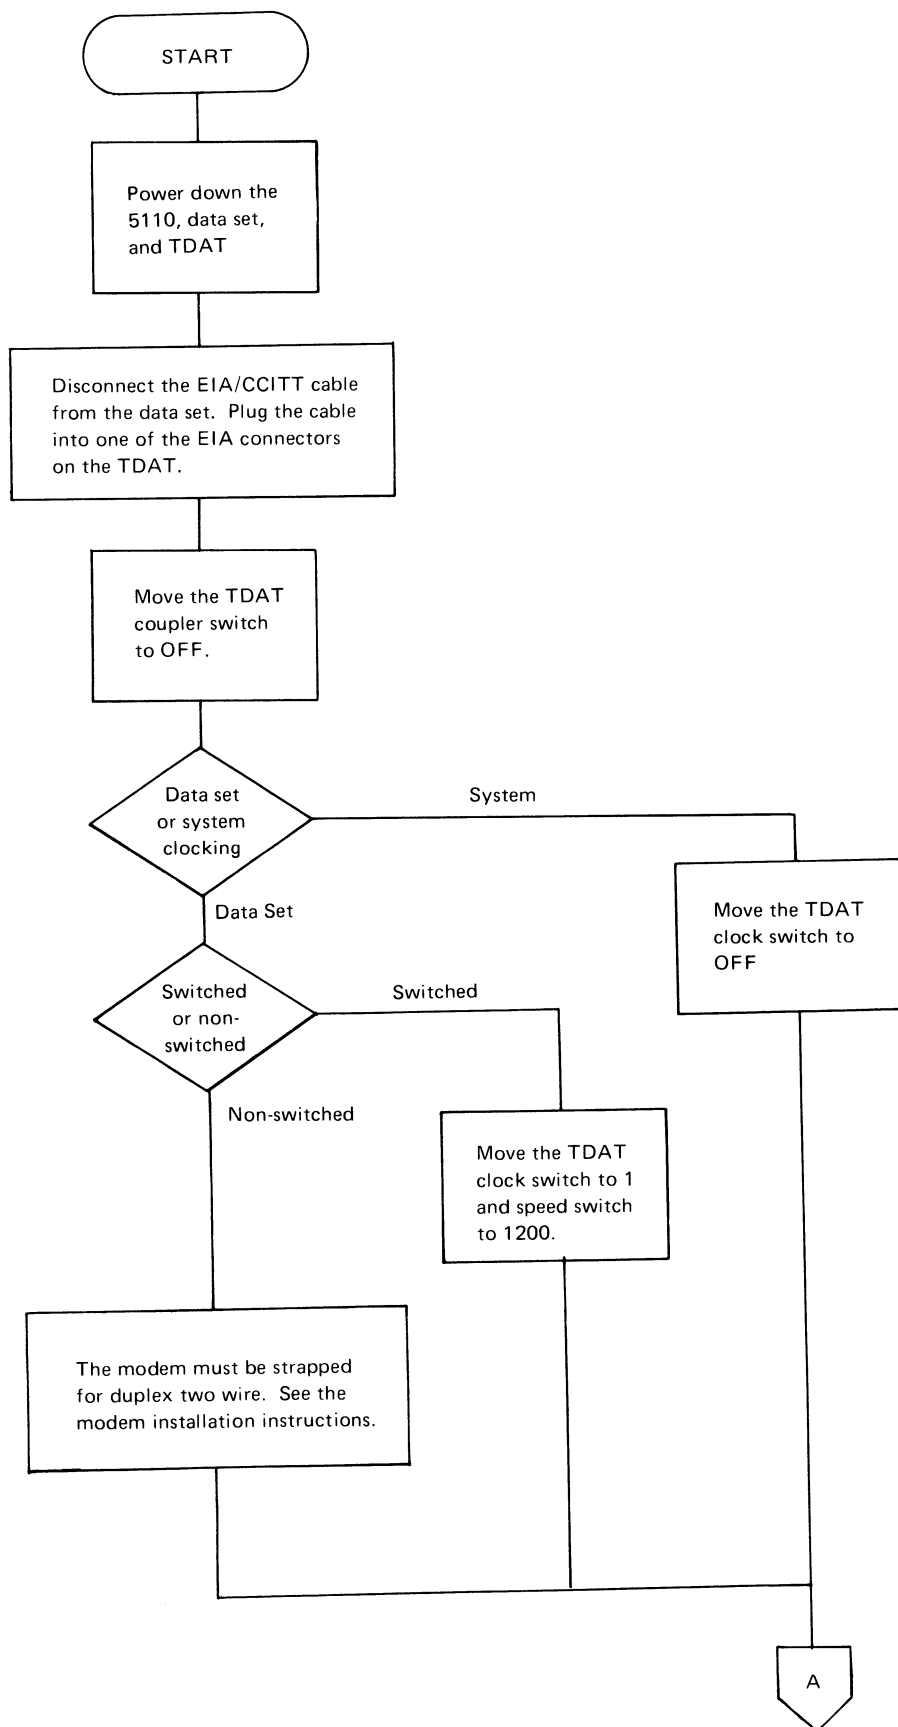 START
Power down the
5110, data set,
and TDAT
Disconnect the EIA/CCITT cable
from the data set. Plug the cable
into one of the EIA connectors
on the TDAT.
Move the TDAT
coupler switch
to OFF.
Data set
or system
clocking
System
Data Set
Move the TDAT
clock switch to
OFF
Switched
or non-
switched
Switched
Non-switched
Move the TDAT
clock switch to 1
and speed switch
to 1200.
The modem must be strapped
for duplex two wire. See the
modem installation instructions.
A